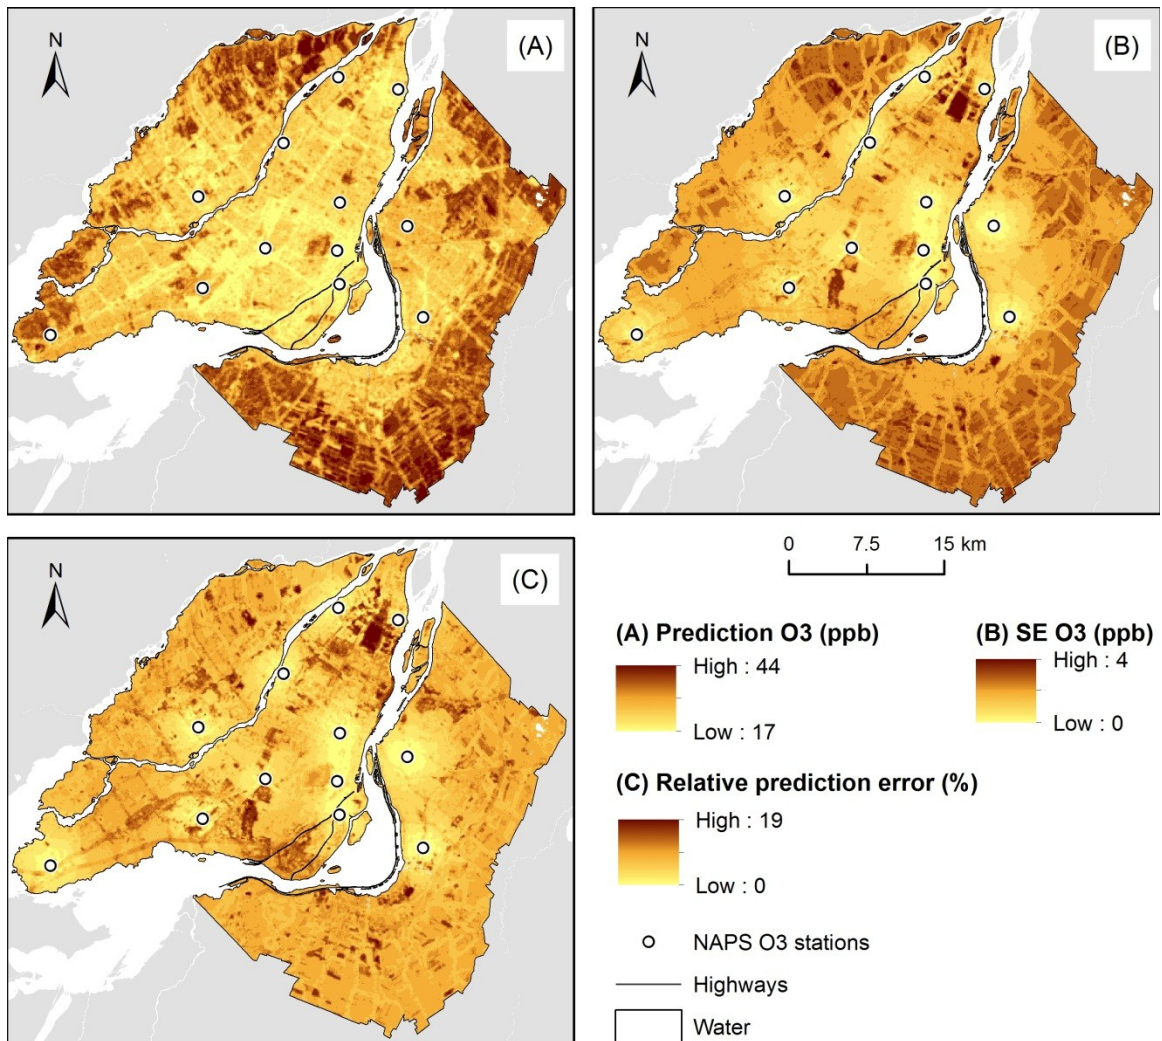 N
(A)
N
(B)
N
(C)
0 7.5 15 km
(A) Prediction O3 (ppb)
High : 44
Low : 17
(B) SE O3 (ppb)
High : 4
Low : 0
(C) Relative prediction error (%)
High : 19
Low : 0
NAPS O3 stations
Highways
Water